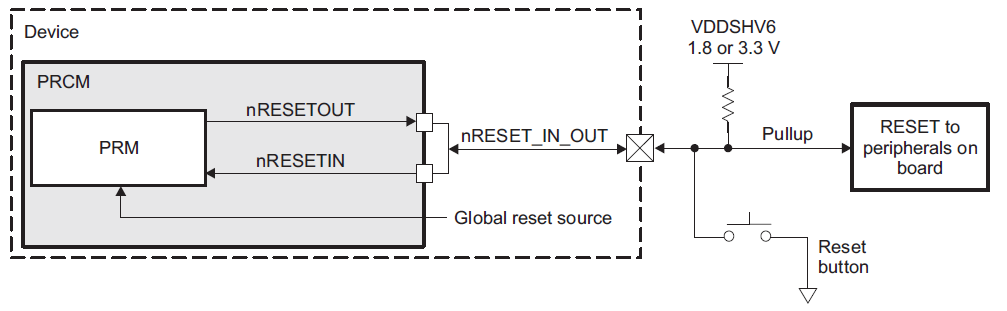 Device
PRCM
PRM
nRESETOUT
nRESETIN
Global reset source
nRESET_IN_OUT
VDDSHV6
1.8 or 3.3 V
Pullup
RESET to
peripherals on
board
Reset
button